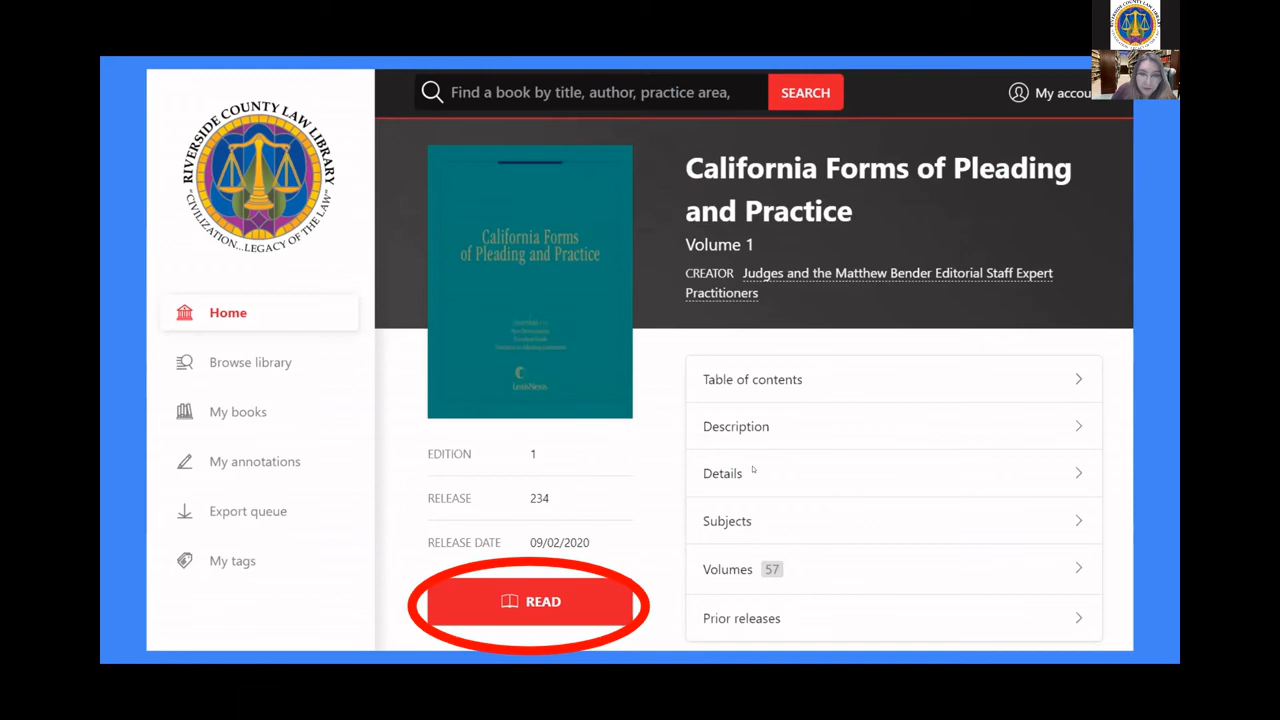 RIVERSIDE COUNTY LAW LIBRARY
"CIVILIZATION...LEGACY OF THE LAW"
Home
Browse library
My books
My annotations
Export queue
My tags
Find a book by title, author, practice area,
SEARCH
My accou
California Forms
of Pleading and Practice
LexisNexis
EDITION 1
RELEASE 234
RELEASE DATE 09/02/2020
READ
California Forms of Pleading
and Practice
Volume 1
CREATOR Judges and the Matthew Bender Editorial Staff Expert
Practitioners
Table of contents
Description
Details
Subjects
Volumes 57
Prior releases